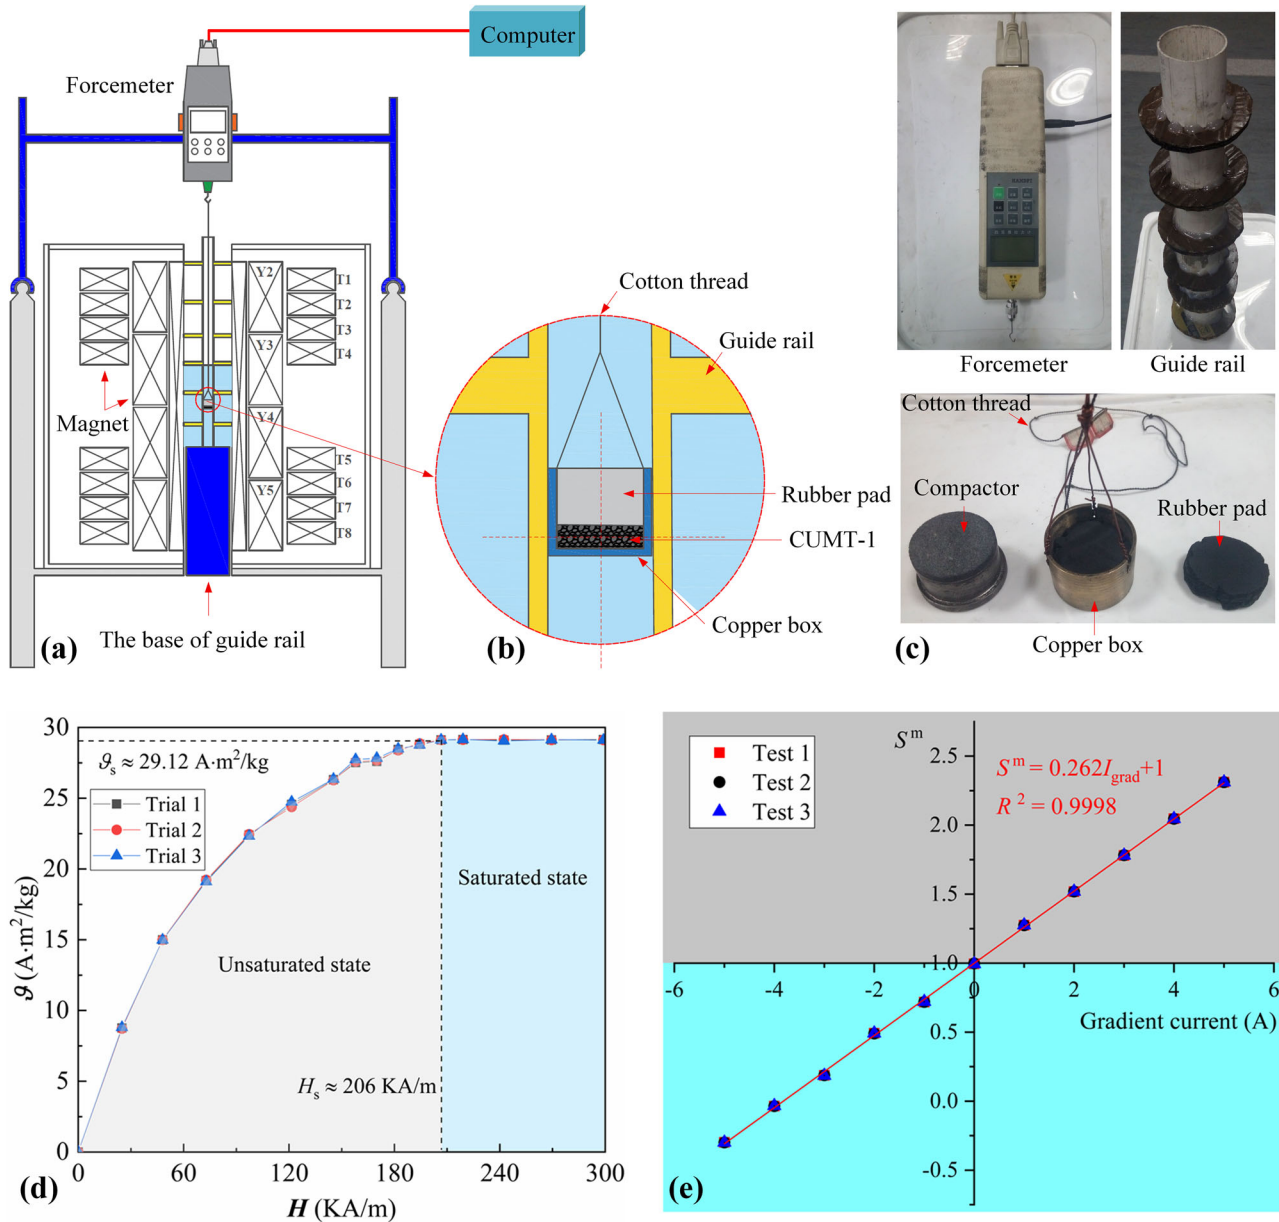 Computer
Forcemeter
Y2
T1
T2
T3
Y3
T4
Magnet
Y4
T5
T6
Y5
T7
T8
The base of guide rail
(a)
Cotton thread
Guide rail
Rubber pad
CUMT-1
Copper box
(b)
Forcemeter
Guide rail
Cotton thread
Compactor
Rubber pad
Copper box
(c)
30
25
20
15
10
5
0
ϑs ≈ 29.12 A·m²/kg
Trial 1
Trial 2
Trial 3
Saturated state
Unsaturated state
Hs ≈ 206 KA/m
ϑ (A·m²/kg)
0 60 120 180 240 300
H (KA/m)
(d)
Sᵐ
Test 1
Test 2
Test 3
Sᵐ = 0.262Igrad+1
R² = 0.9998
2.5
2.0
1.5
1.0
0.5
0.0
-0.5
-6 -4 -2 0 2 4 6
Gradient current (A)
(e)